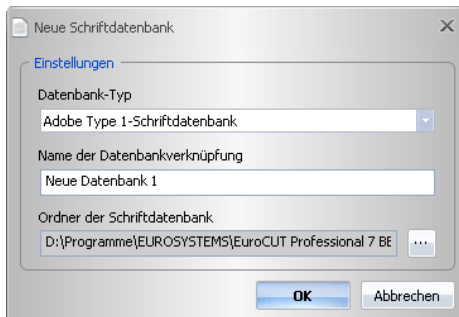 Neue Schriftdatenbank
Einstellungen
Datenbank-Typ
Adobe Type 1-Schriftdatenbank
Name der Datenbankverknüpfung
Neue Datenbank 1
Ordner der Schriftdatenbank
D:\Programme\EUROSYSTEMS\EuroCUT Professional 7 BE
...
OK Abbrechen